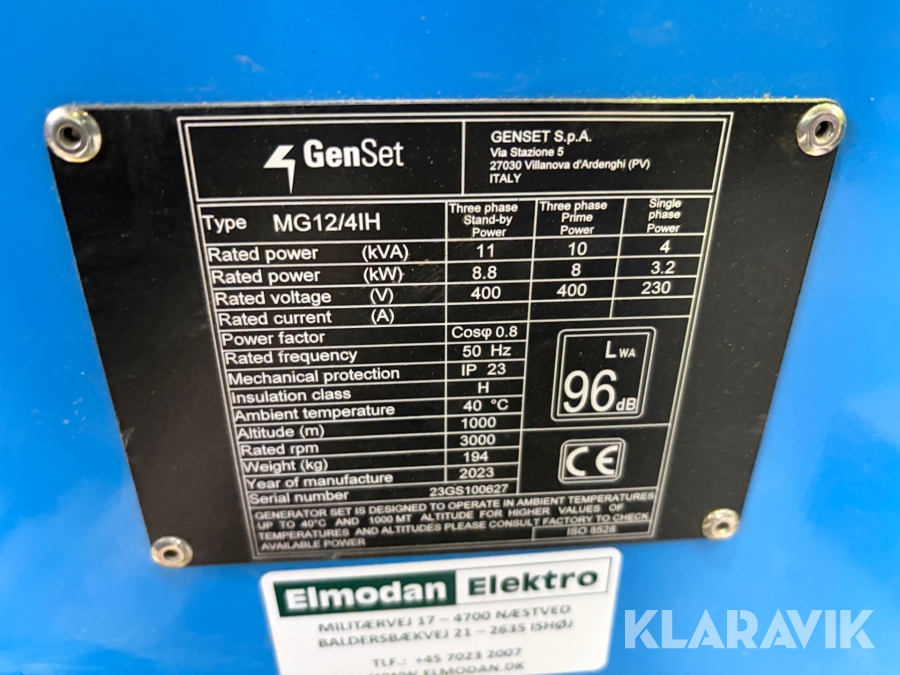 GenSet
GENSET S.p.A.
Via Stazione 5
27030 Villanova d'Ardenghi (PV)
ITALY
Type MG12/4IH
Three phase Stand-by Power
Three phase Prime Power
Single phase Power
Rated power (kVA) 11 10 4
Rated power (kW) 8.8 8 3.2
Rated voltage (V) 400 400 230
Rated current (A)
Power factor Cosφ 0.8
Rated frequency 50 Hz
Mechanical protection IP 23
Insulation class H
Ambient temperature 40 °C
Altitude (m) 1000
Rated rpm 3000
Weight (kg) 194
Year of manufacture 2023
Serial number 23GS100627
LWA
96 dB
CE
GENERATOR SET IS DESIGNED TO OPERATE IN AMBIENT TEMPERATURES
UP TO 40°C AND 1000 MT ALTITUDE FOR HIGHER VALUES OF
TEMPERATURES AND ALTITUDES PLEASE CONSULT FACTORY TO CHECK
AVAILABLE POWER
ISO 8528
Elmodan Elektro
MILITÆRVEJ 17 – 4700 NÆSTVED
BALDERSBÆKVEJ 21 – 2635 ISHØJ
TLF.: +45 7023 2007
WWW.ELMODAN.DK
KLARAVIK